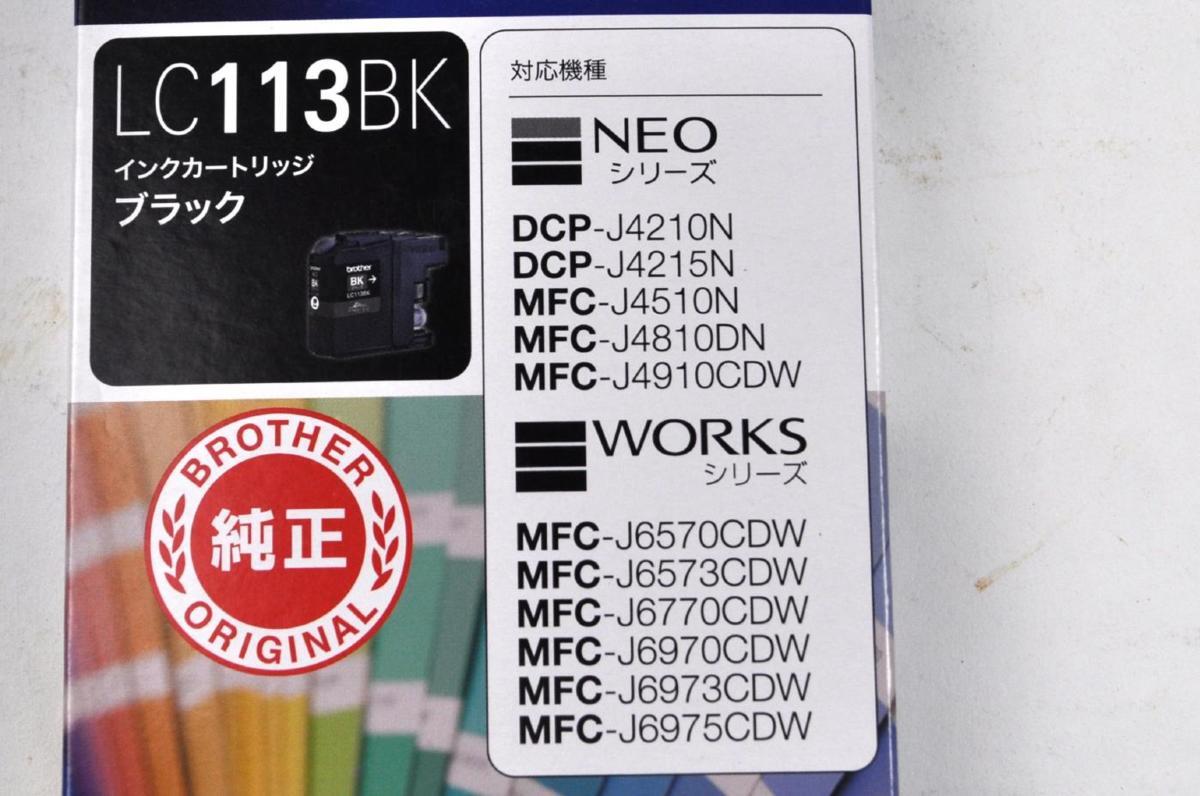 LC113BK
インクカートリッジ
ブラック
brother
BK
LC113BK
BROTHER
純正
ORIGINAL
対応機種
NEO
シリーズ
DCP-J4210N
DCP-J4215N
MFC-J4510N
MFC-J4810DN
MFC-J4910CDW
WORKS
シリーズ
MFC-J6570CDW
MFC-J6573CDW
MFC-J6770CDW
MFC-J6970CDW
MFC-J6973CDW
MFC-J6975CDW